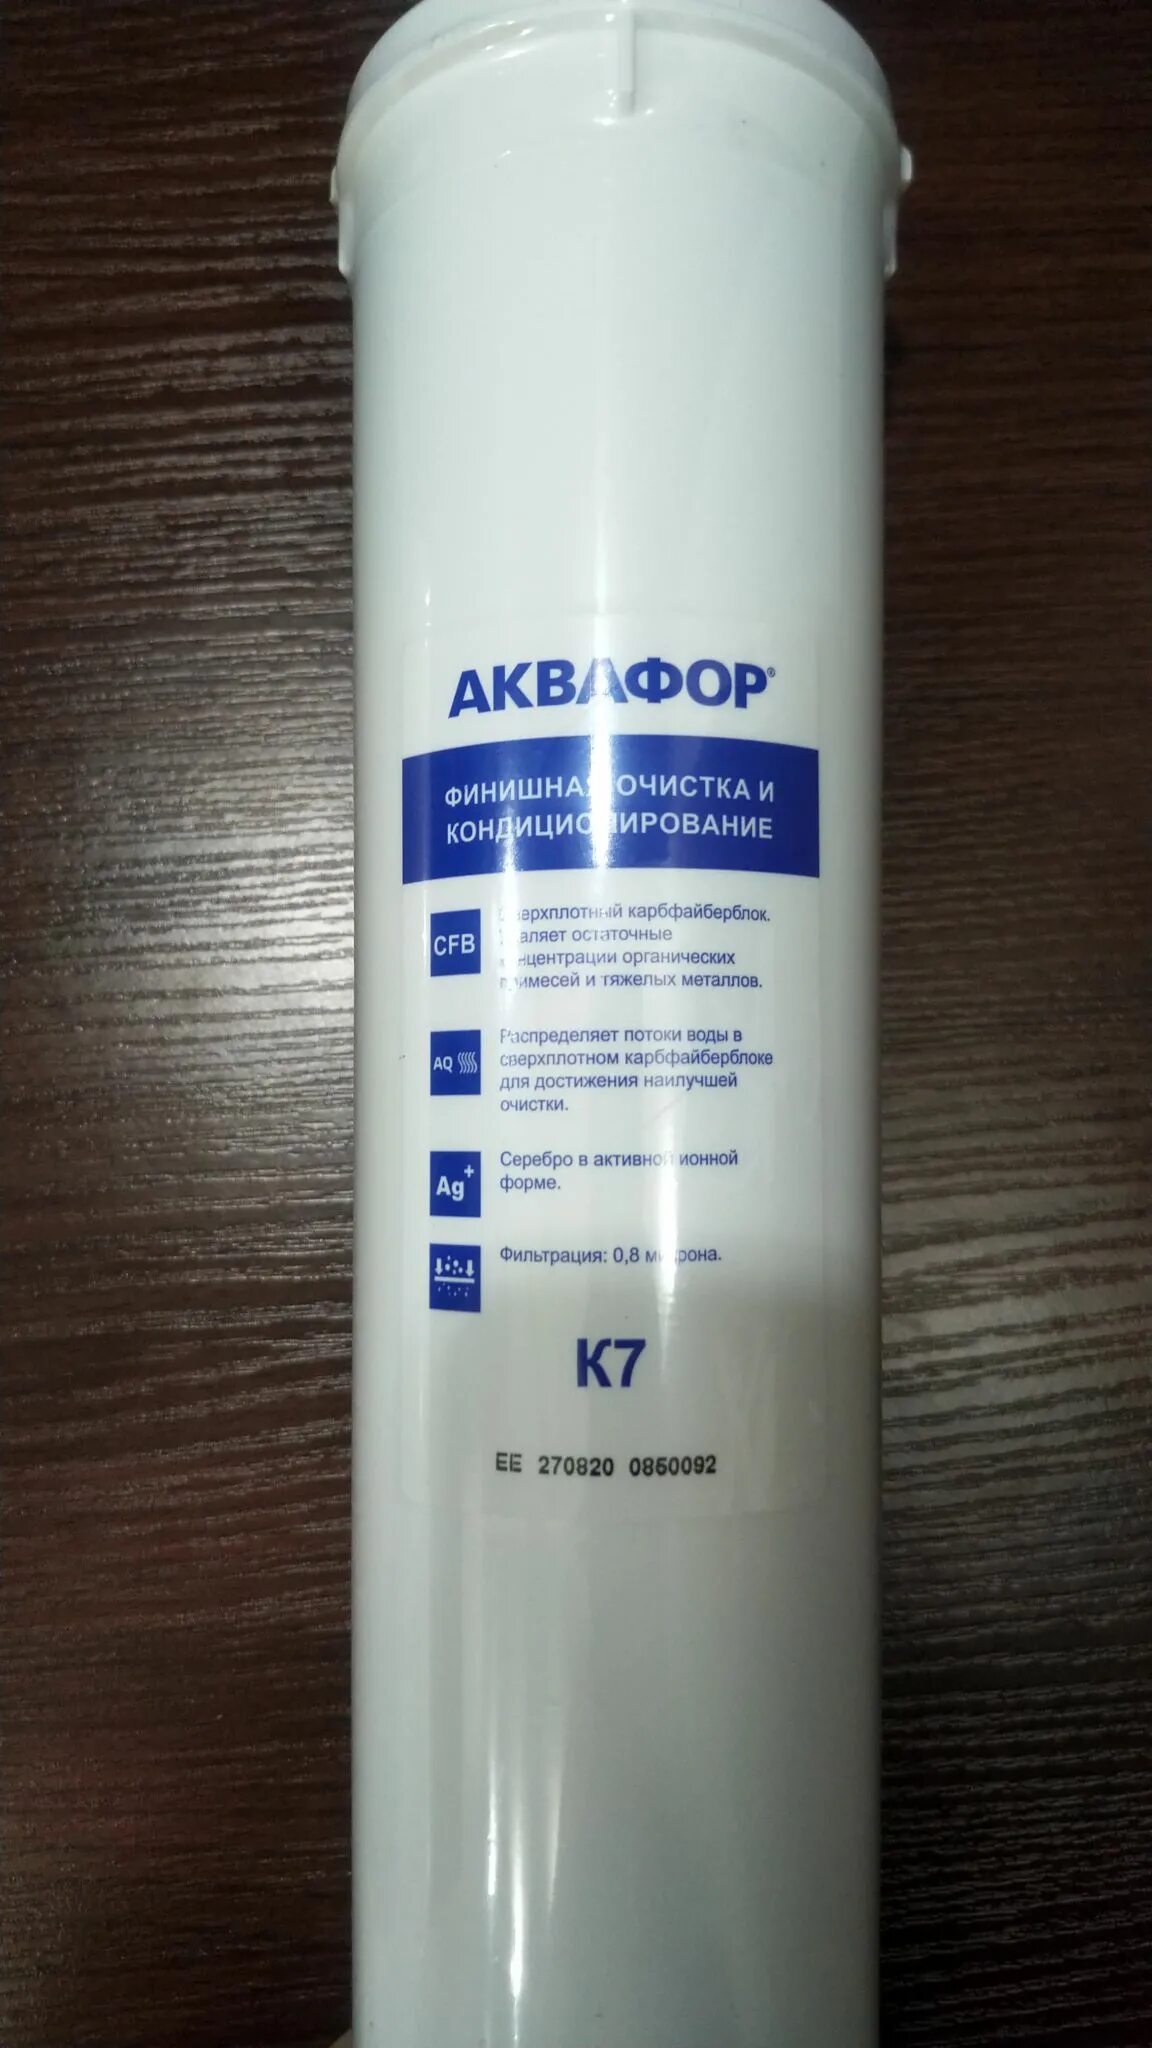 АКВАФОР®
ФИНИШНАЯ ОЧИСТКА И
КОНДИЦИОНИРОВАНИЕ
CFB
Сверхплотный карбфайберблок.
Удаляет остаточные
концентрации органических
примесей и тяжелых металлов.
AQ
Распределяет потоки воды в
сверхплотном карбфайберблоке
для достижения наилучшей
очистки.
Ag+
Серебро в активной ионной
форме.
Фильтрация: 0,8 микрона.
К7
EE 270820 0850092